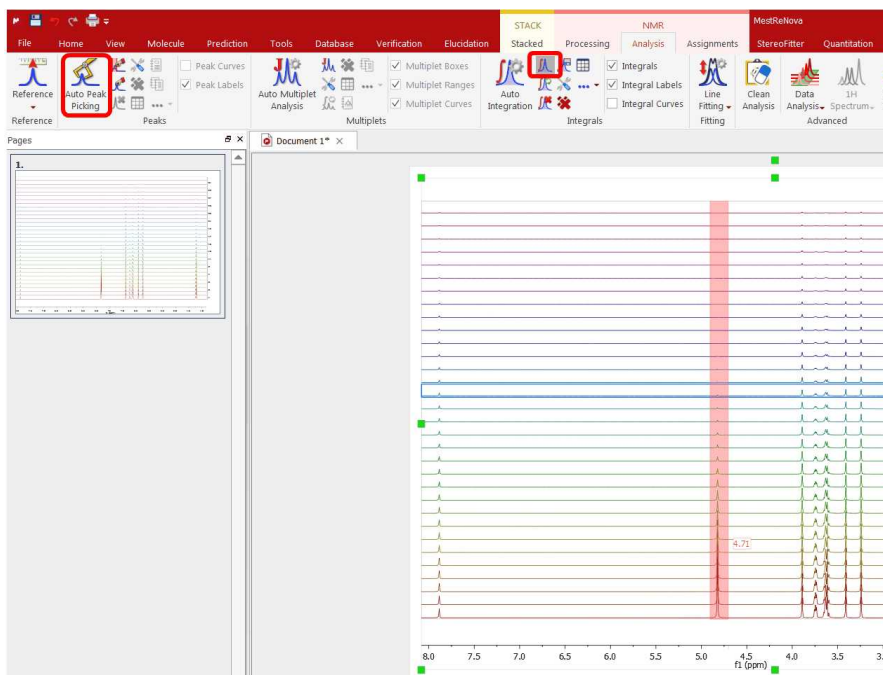 STACK NMR MestReNova
File Home View Molecule Prediction Tools Database Verification Elucidation Stacked Processing Analysis Assignments StereoFitter Quantitation
Peak Curves Multiplet Boxes Integrals
Reference Auto Peak Picking Peak Labels Auto Multiplet Analysis Multiplet Ranges Auto Integration Integral Labels Line Fitting Clean Analysis Data Analysis 1H Spectrum
Multiplet Curves Integral Curves
Reference Peaks Multiplets Integrals Fitting Advanced
Pages Document 1*
1.
4.71
8.0 7.5 7.0 6.5 6.0 5.5 5.0 4.5 4.0 3.5 3.
f1 (ppm)